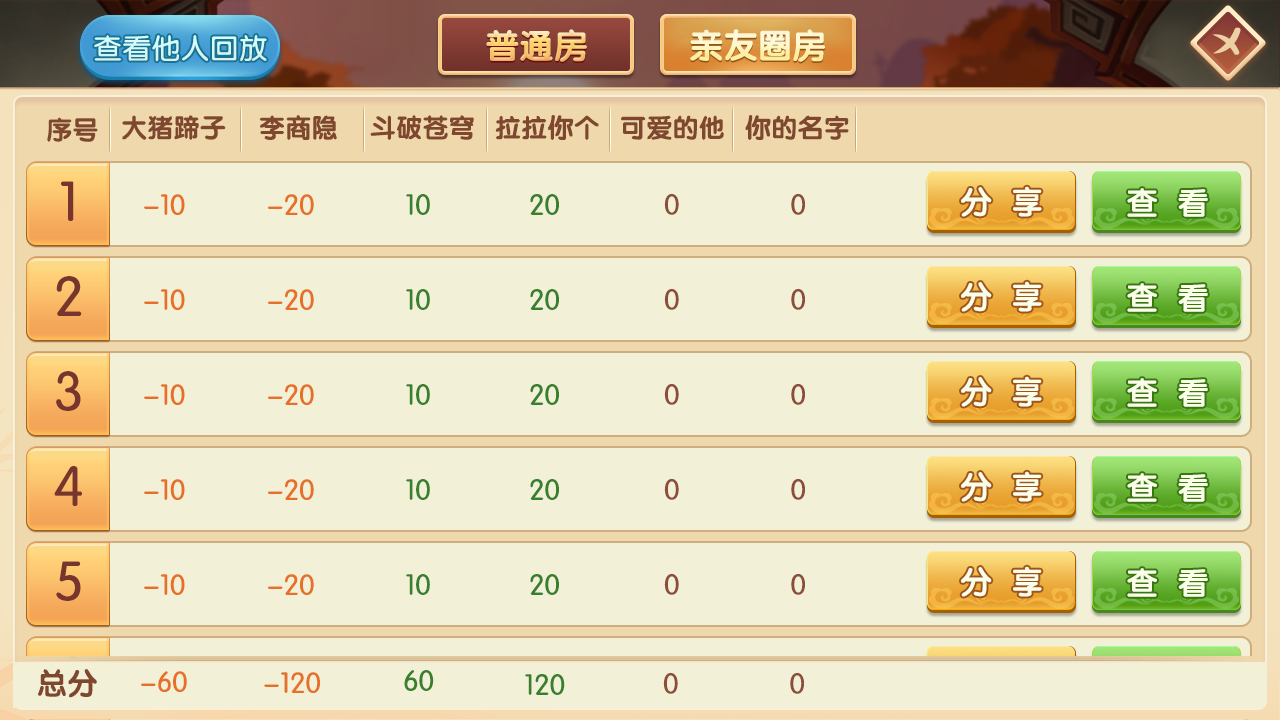 查看他人回放 普通房 亲友圈房
序号 大猪蹄子 李商隐 斗破苍穹 拉拉你个 可爱的他 你的名字
1 -10 -20 10 20 0 0 分享 查看
2 -10 -20 10 20 0 0 分享 查看
3 -10 -20 10 20 0 0 分享 查看
4 -10 -20 10 20 0 0 分享 查看
5 -10 -20 10 20 0 0 分享 查看
总分 -60 -120 60 120 0 0